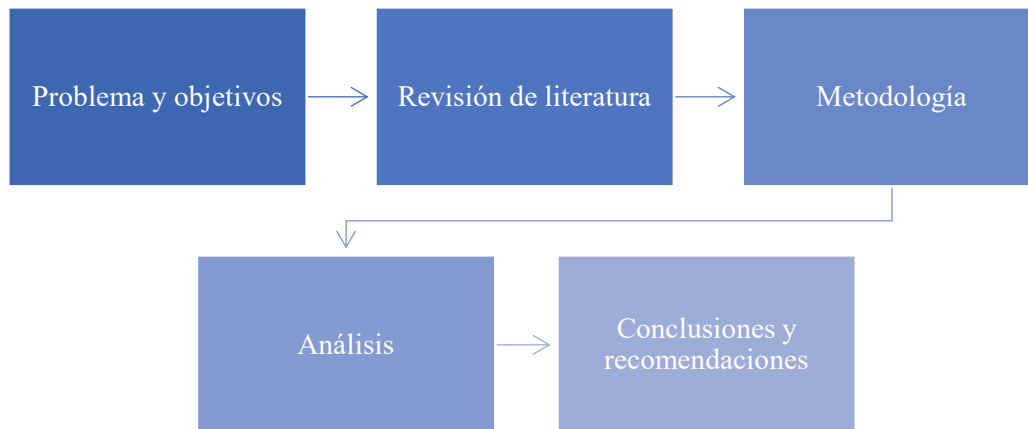 Problema y objetivos
Revisión de literatura
Metodología
Análisis
Conclusiones y
recomendaciones